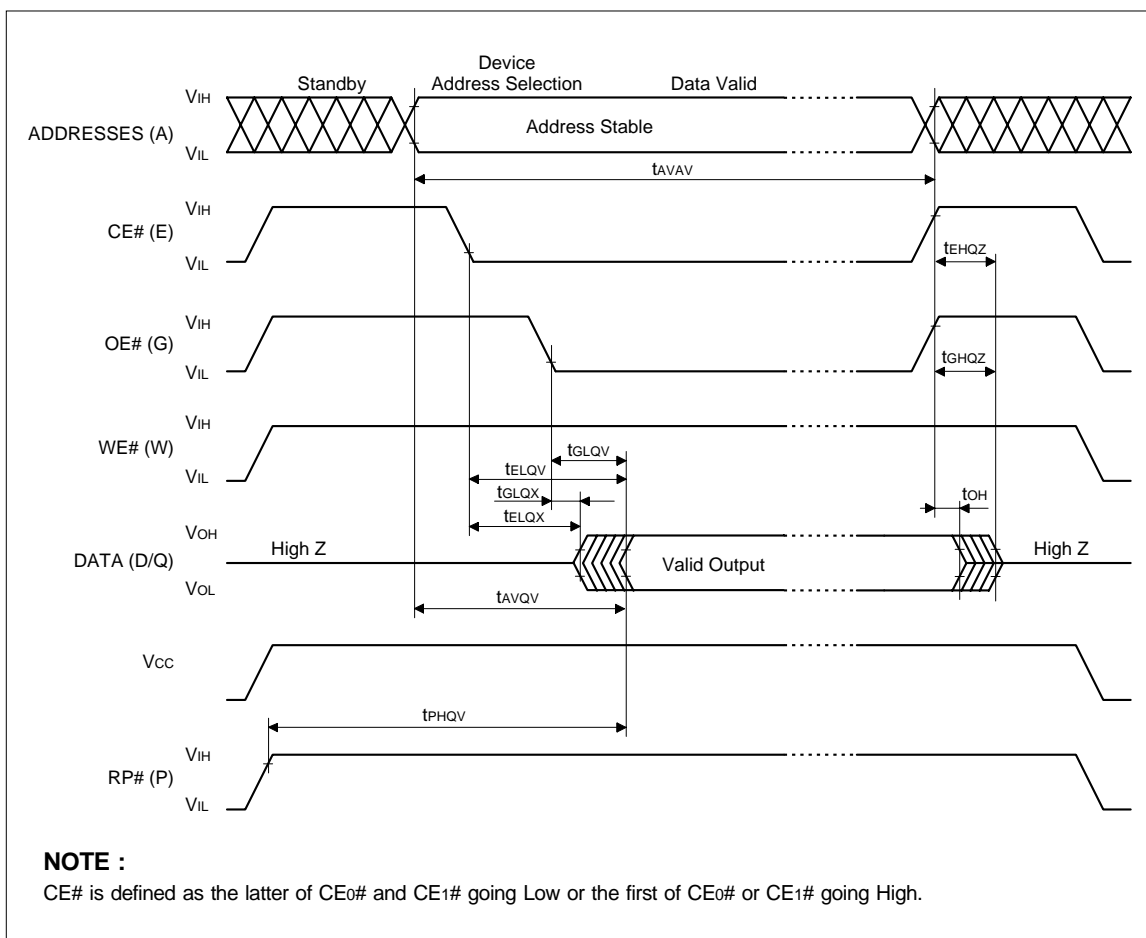 Device
Standby Address Selection Data Valid
VIH
ADDRESSES (A) Address Stable
VIL
tAVAV
VIH
CE# (E)
VIL
tEHQZ
VIH
OE# (G)
VIL
tGHQZ
VIH
WE# (W)
VIL
tGLQV
tELQV
tGLQX
tELQX
tOH
VOH
High Z
DATA (D/Q) Valid Output High Z
VOL
tAVQV
VCC
tPHQV
VIH
RP# (P)
VIL
NOTE :
CE# is defined as the latter of CE0# and CE1# going Low or the first of CE0# or CE1# going High.